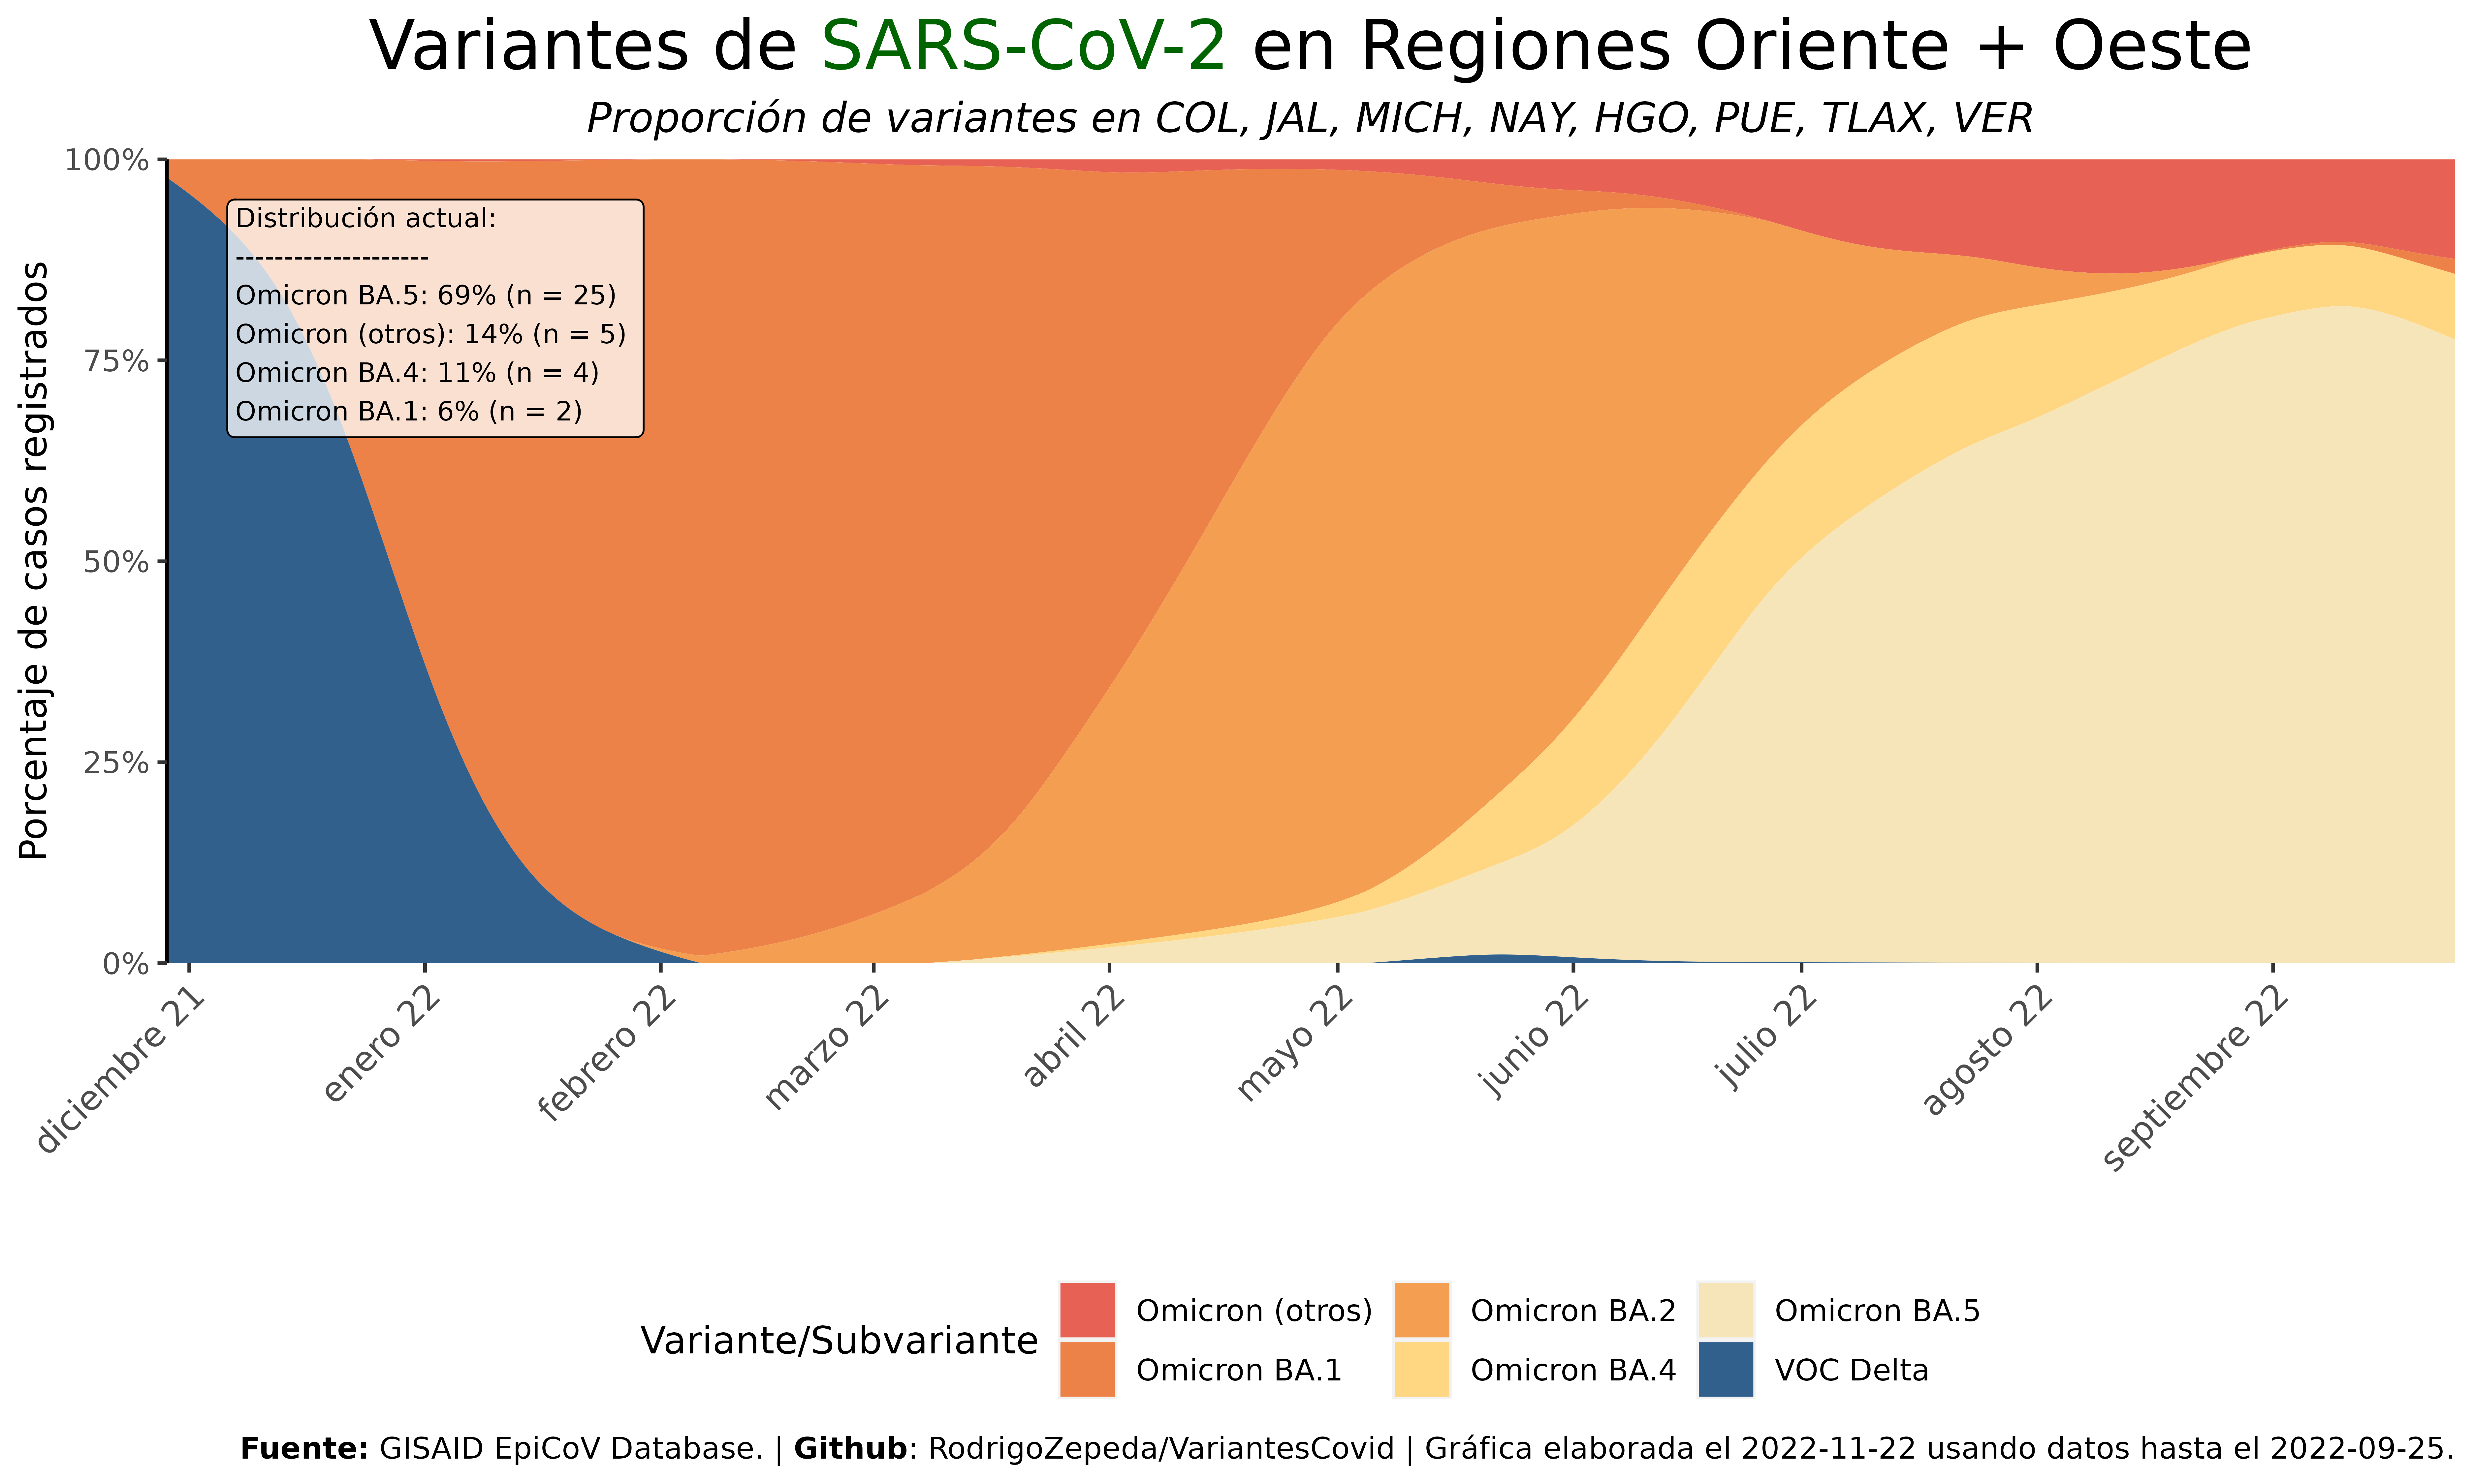 Variantes de SARS-CoV-2 en Regiones Oriente + Oeste
Proporción de variantes en COL, JAL, MICH, NAY, HGO, PUE, TLAX, VER
Porcentaje de casos registrados
100%
75%
50%
25%
0%
Distribución actual:
--------------------
Omicron BA.5: 69% (n = 25)
Omicron (otros): 14% (n = 5)
Omicron BA.4: 11% (n = 4)
Omicron BA.1: 6% (n = 2)
diciembre 21
enero 22
febrero 22
marzo 22
abril 22
mayo 22
junio 22
julio 22
agosto 22
septiembre 22
Variante/Subvariante
Omicron (otros)
Omicron BA.1
Omicron BA.2
Omicron BA.4
Omicron BA.5
VOC Delta
Fuente: GISAID EpiCoV Database. | Github: RodrigoZepeda/VariantesCovid | Gráfica elaborada el 2022-11-22 usando datos hasta el 2022-09-25.